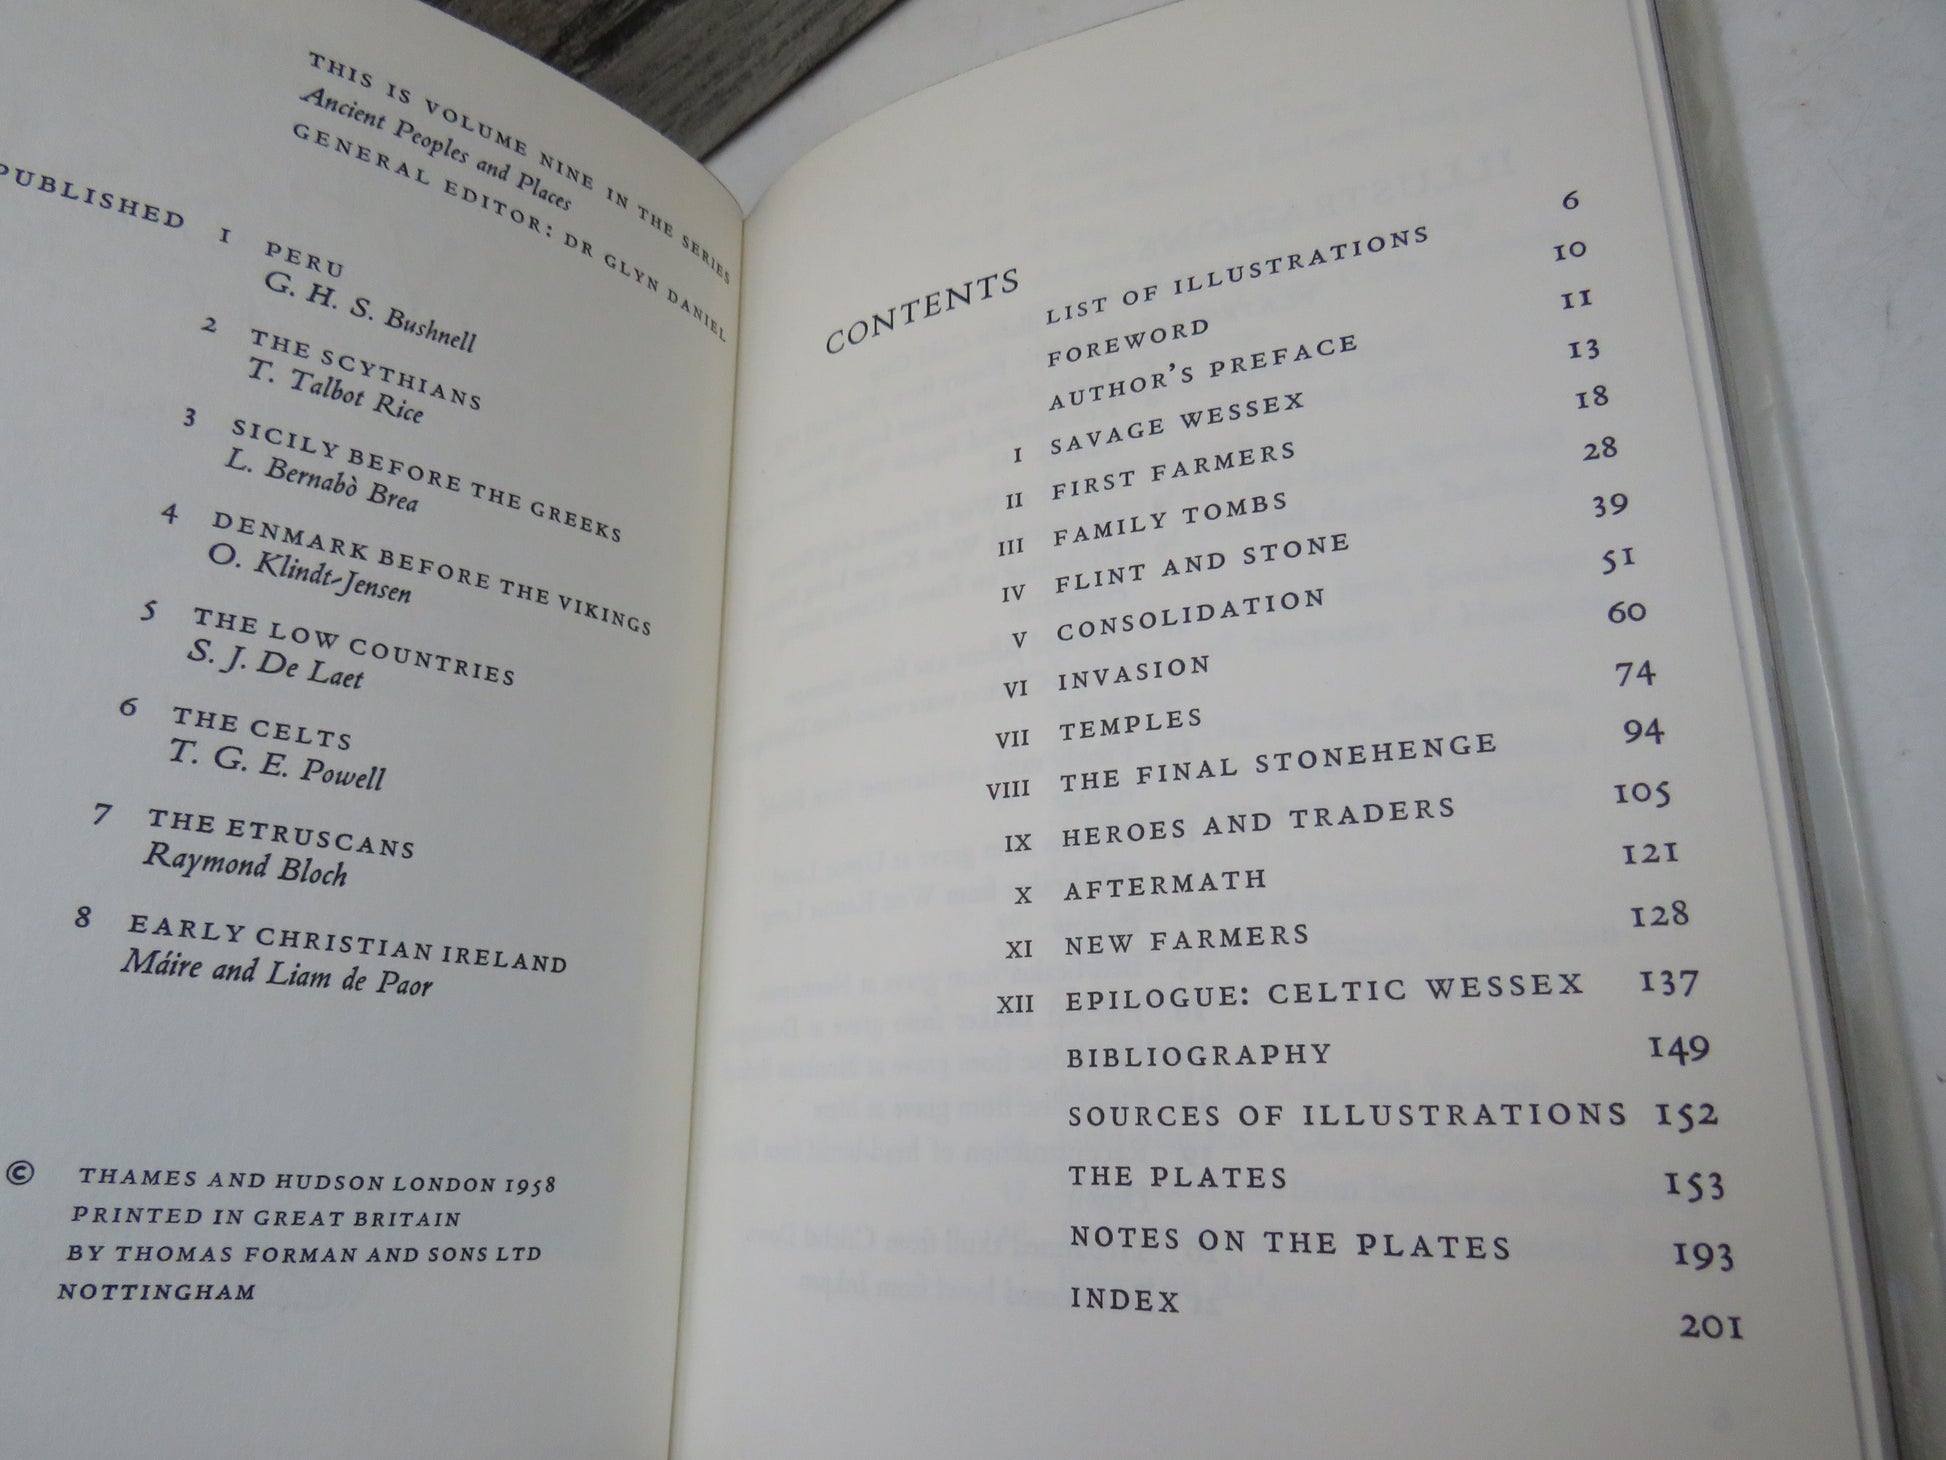 THIS IS VOLUME NINE IN THE SERIES
Ancient Peoples and Places
GENERAL EDITOR: DR GLYN DANIEL
PUBLISHED 1 PERU
G. H. S. Bushnell
2 THE SCYTHIANS
T. Talbot Rice
3 SICILY BEFORE THE GREEKS
L. Bernabò Brea
4 DENMARK BEFORE THE VIKINGS
O. Klindt-Jensen
5 THE LOW COUNTRIES
S. J. De Laet
6 THE CELTS
T. G. E. Powell
7 THE ETRUSCANS
Raymond Bloch
8 EARLY CHRISTIAN IRELAND
Máire and Liam de Paor
© THAMES AND HUDSON LONDON 1958
PRINTED IN GREAT BRITAIN
BY THOMAS FORMAN AND SONS LTD
NOTTINGHAM
CONTENTS
LIST OF ILLUSTRATIONS 6
FOREWORD 10
AUTHOR'S PREFACE 11
I SAVAGE WESSEX 13
II FIRST FARMERS 18
III FAMILY TOMBS 28
IV FLINT AND STONE 39
V CONSOLIDATION 51
VI INVASION 60
VII TEMPLES 74
VIII THE FINAL STONEHENGE 94
IX HEROES AND TRADERS 105
X AFTERMATH 121
XI NEW FARMERS 128
XII EPILOGUE: CELTIC WESSEX 137
BIBLIOGRAPHY 149
SOURCES OF ILLUSTRATIONS 152
THE PLATES 153
NOTES ON THE PLATES 193
INDEX 201